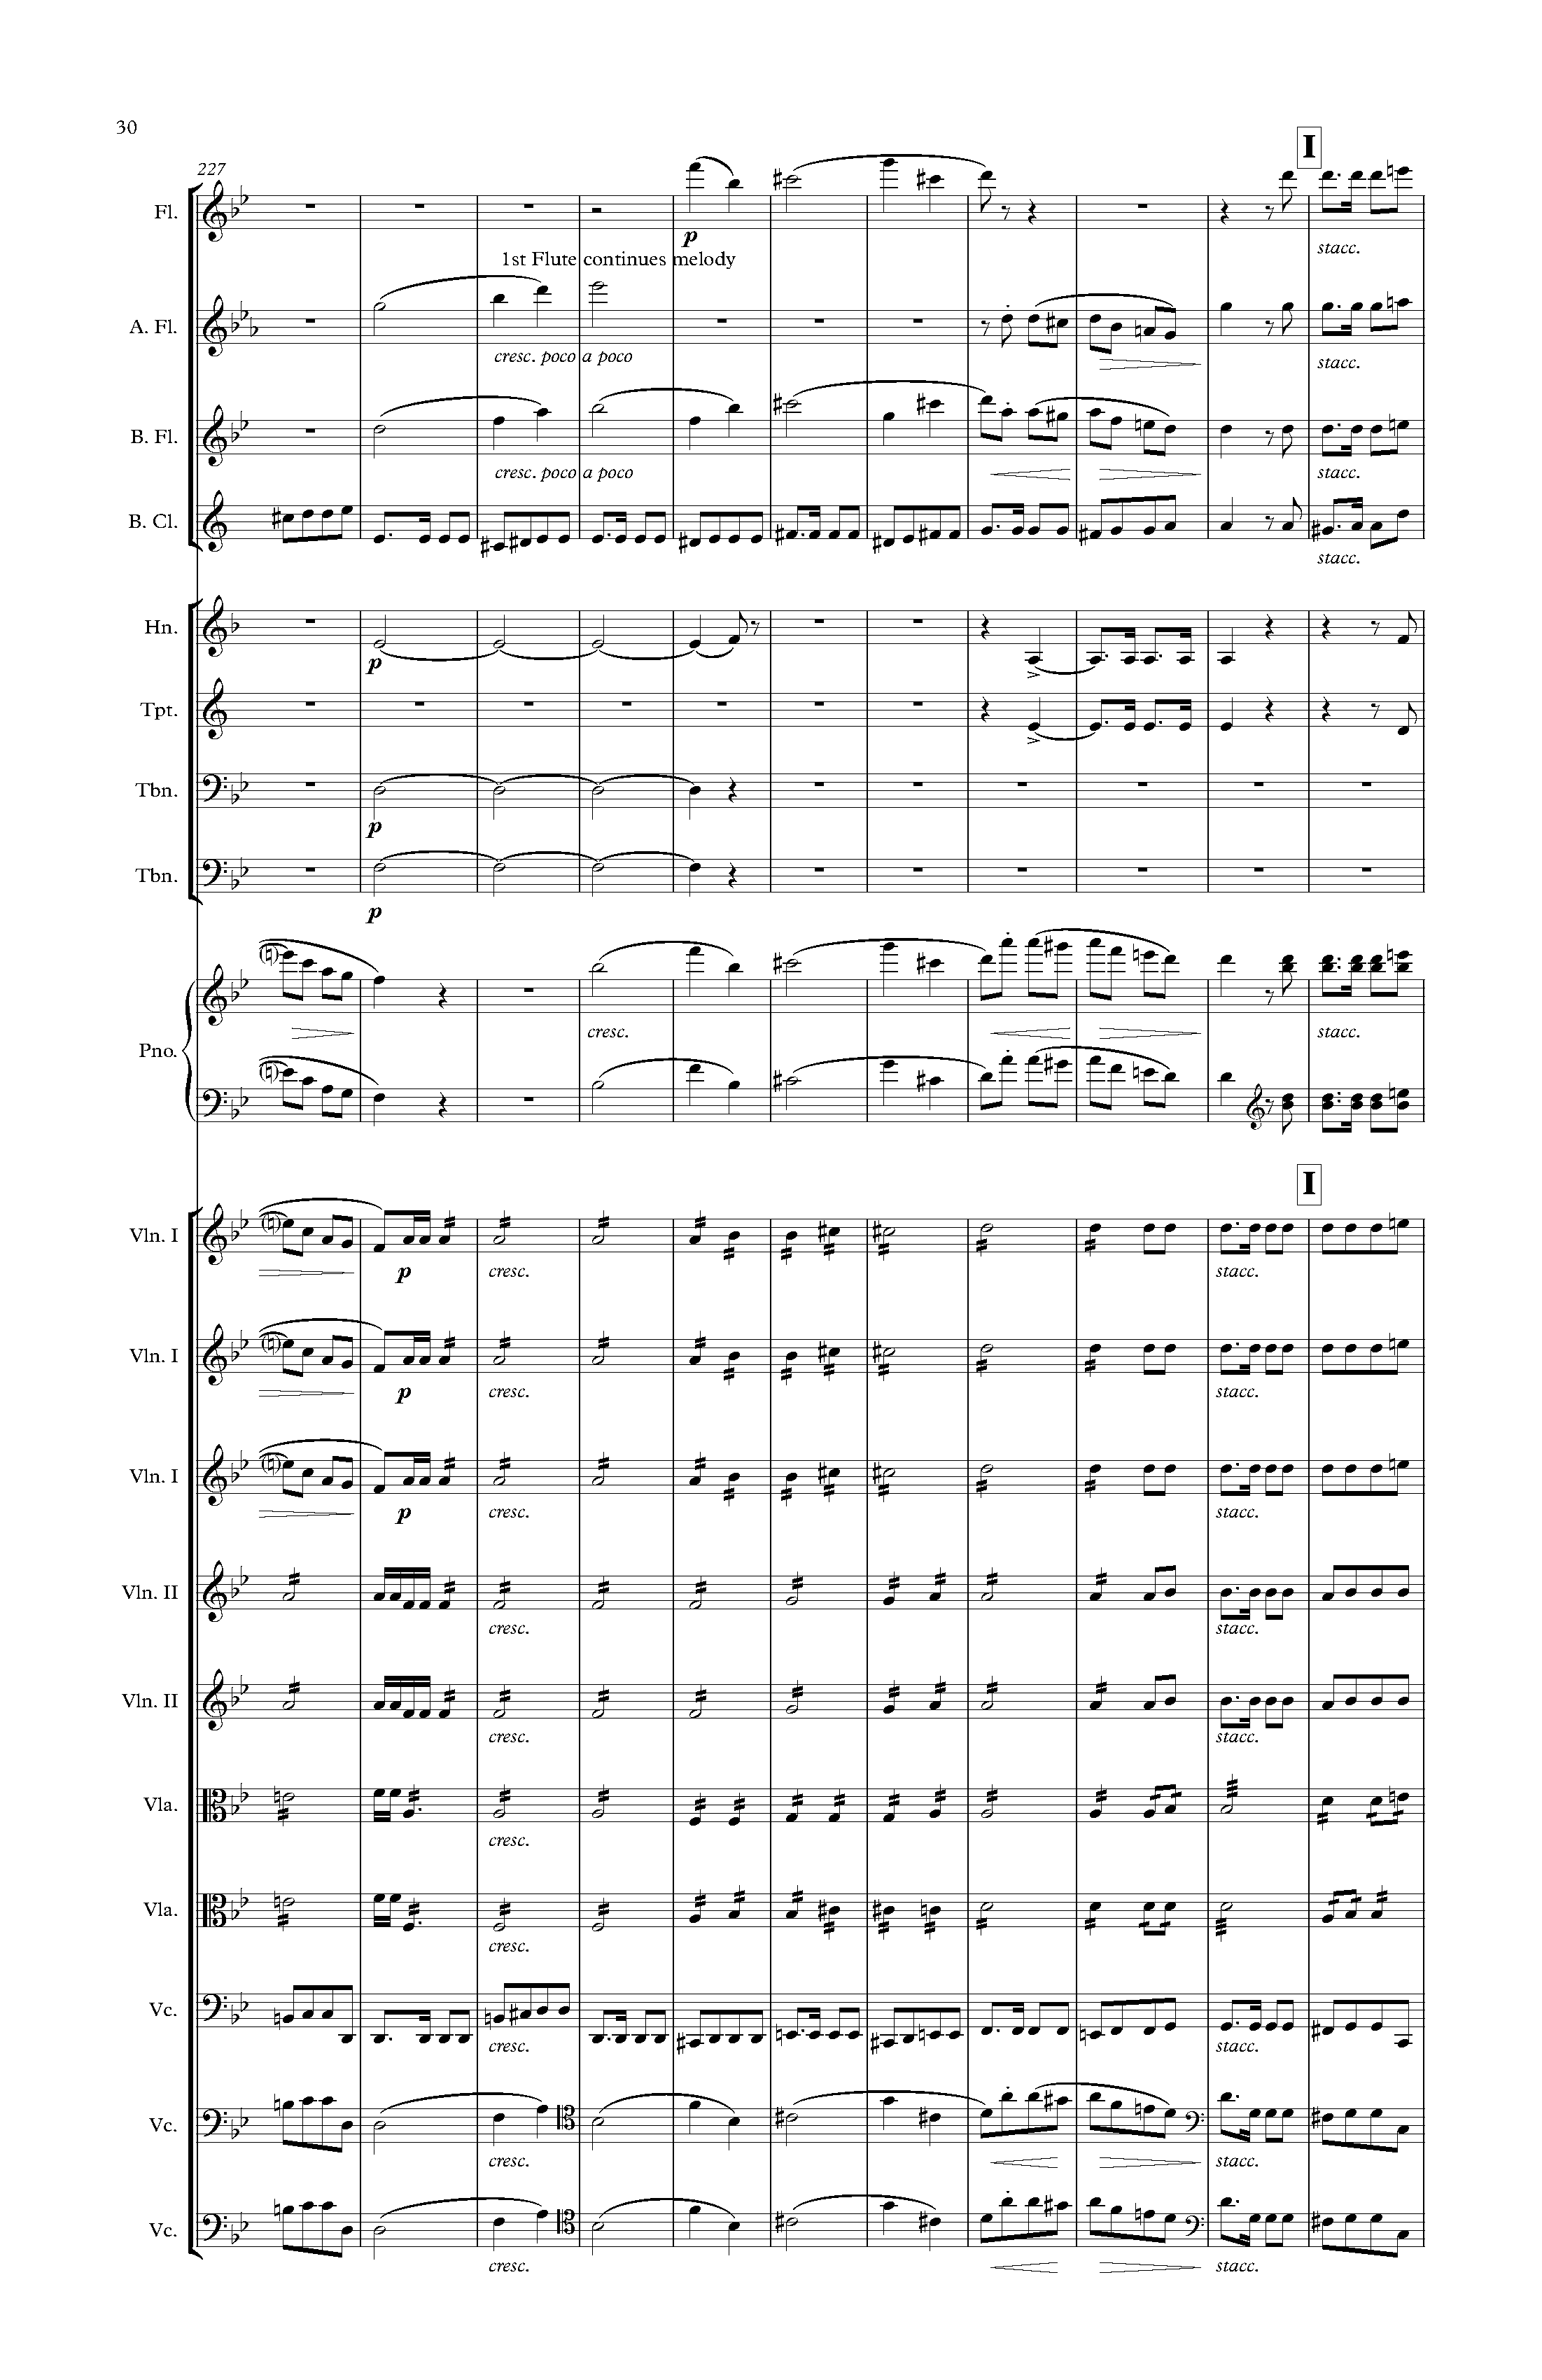 30
I
227
Fl.
p
stacc.
1st Flute continues melody
A. Fl.
cresc. poco a poco
stacc.
B. Fl.
cresc. poco a poco
stacc.
B. Cl.
stacc.
Hn.
p
Tpt.
Tbn.
p
Tbn.
p
cresc.
stacc.
Pno.
I
Vln. I
p
cresc.
stacc.
Vln. I
p
cresc.
stacc.
Vln. I
p
cresc.
stacc.
Vln. II
cresc.
stacc.
Vln. II
cresc.
stacc.
Vla.
cresc.
Vla.
cresc.
Vc.
cresc.
stacc.
Vc.
cresc.
stacc.
Vc.
cresc.
stacc.